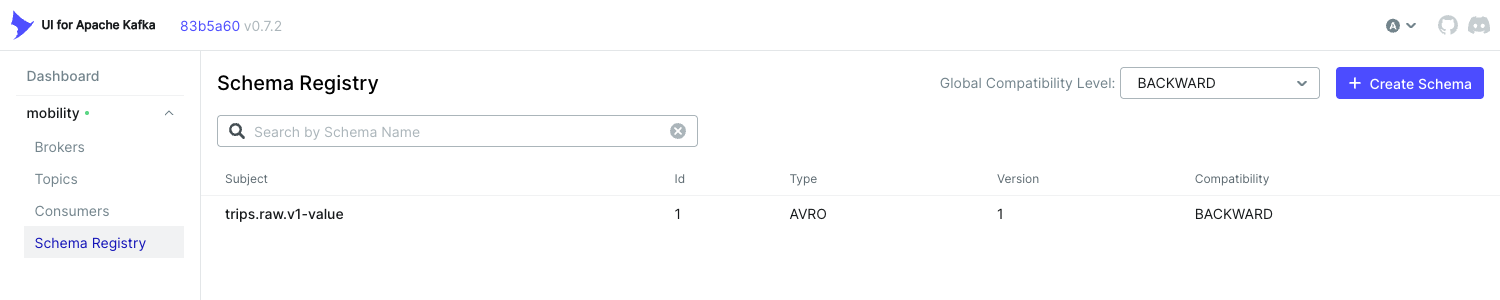 UI for Apache Kafka 83b5a60 v0.7.2 A
Dashboard
mobility
Brokers
Topics
Consumers
Schema Registry
Schema Registry
Global Compatibility Level: BACKWARD
+ Create Schema
Search by Schema Name
Subject Id Type Version Compatibility
trips.raw.v1-value 1 AVRO 1 BACKWARD